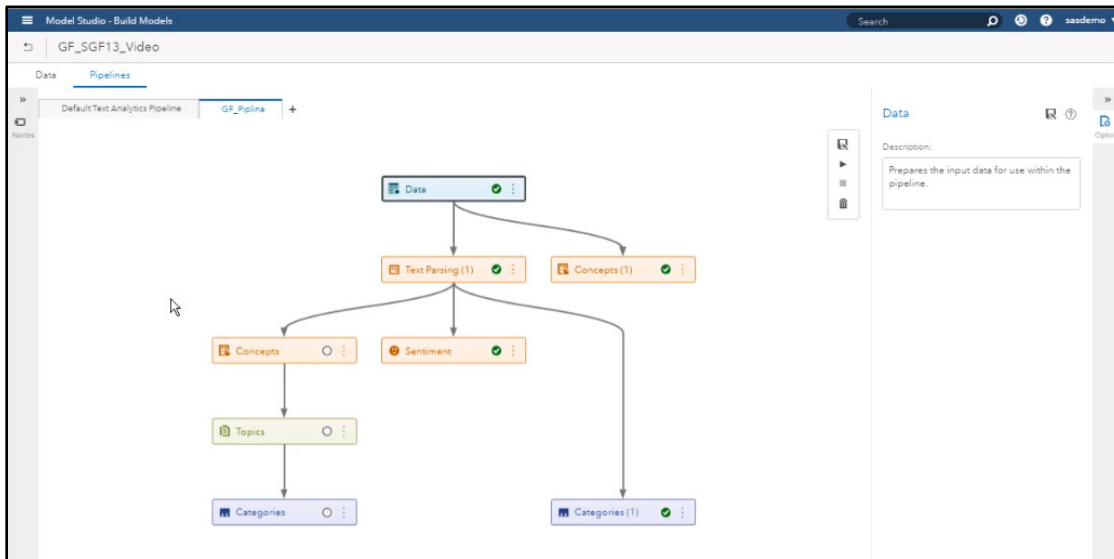 Model Studio - Build Models
Search
sasdemo
GF_SGF13_Video
Data
Pipelines
Nodes
Default Text Analytics Pipeline
GF_Pipline
+
Data
Description:
Prepares the input data for use within the
pipeline.
Data
Text Parsing (1)
Concepts (1)
Concepts
Sentiment
Topics
Categories
Categories (1)